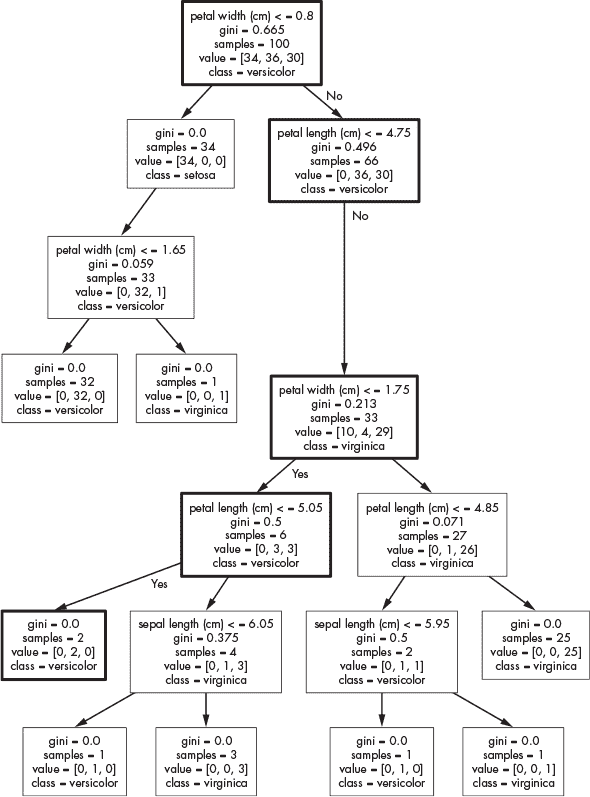 petal width (cm) < = 0.8
gini = 0.665
samples = 100
value = [34, 36, 30]
class = versicolor
No
gini = 0.0
samples = 34
value = [34, 0, 0]
class = setosa
petal length (cm) < = 4.75
gini = 0.496
samples = 66
value = [0, 36, 30]
class = versicolor
No
petal width (cm) < = 1.65
gini = 0.059
samples = 33
value = [0, 32, 1]
class = versicolor
gini = 0.0
samples = 32
value = [0, 32, 0]
class = versicolor
gini = 0.0
samples = 1
value = [0, 0, 1]
class = virginica
petal width (cm) < = 1.75
gini = 0.213
samples = 33
value = [10, 4, 29]
class = virginica
Yes
petal length (cm) < = 5.05
gini = 0.5
samples = 6
value = [0, 3, 3]
class = versicolor
petal length (cm) < = 4.85
gini = 0.071
samples = 27
value = [0, 1, 26]
class = virginica
Yes
gini = 0.0
samples = 2
value = [0, 2, 0]
class = versicolor
sepal length (cm) < = 6.05
gini = 0.375
samples = 4
value = [0, 1, 3]
class = virginica
sepal length (cm) < = 5.95
gini = 0.5
samples = 2
value = [0, 1, 1]
class = versicolor
gini = 0.0
samples = 25
value = [0, 0, 25]
class = virginica
gini = 0.0
samples = 1
value = [0, 1, 0]
class = versicolor
gini = 0.0
samples = 3
value = [0, 0, 3]
class = virginica
gini = 0.0
samples = 1
value = [0, 1, 0]
class = versicolor
gini = 0.0
samples = 1
value = [0, 0, 1]
class = virginica